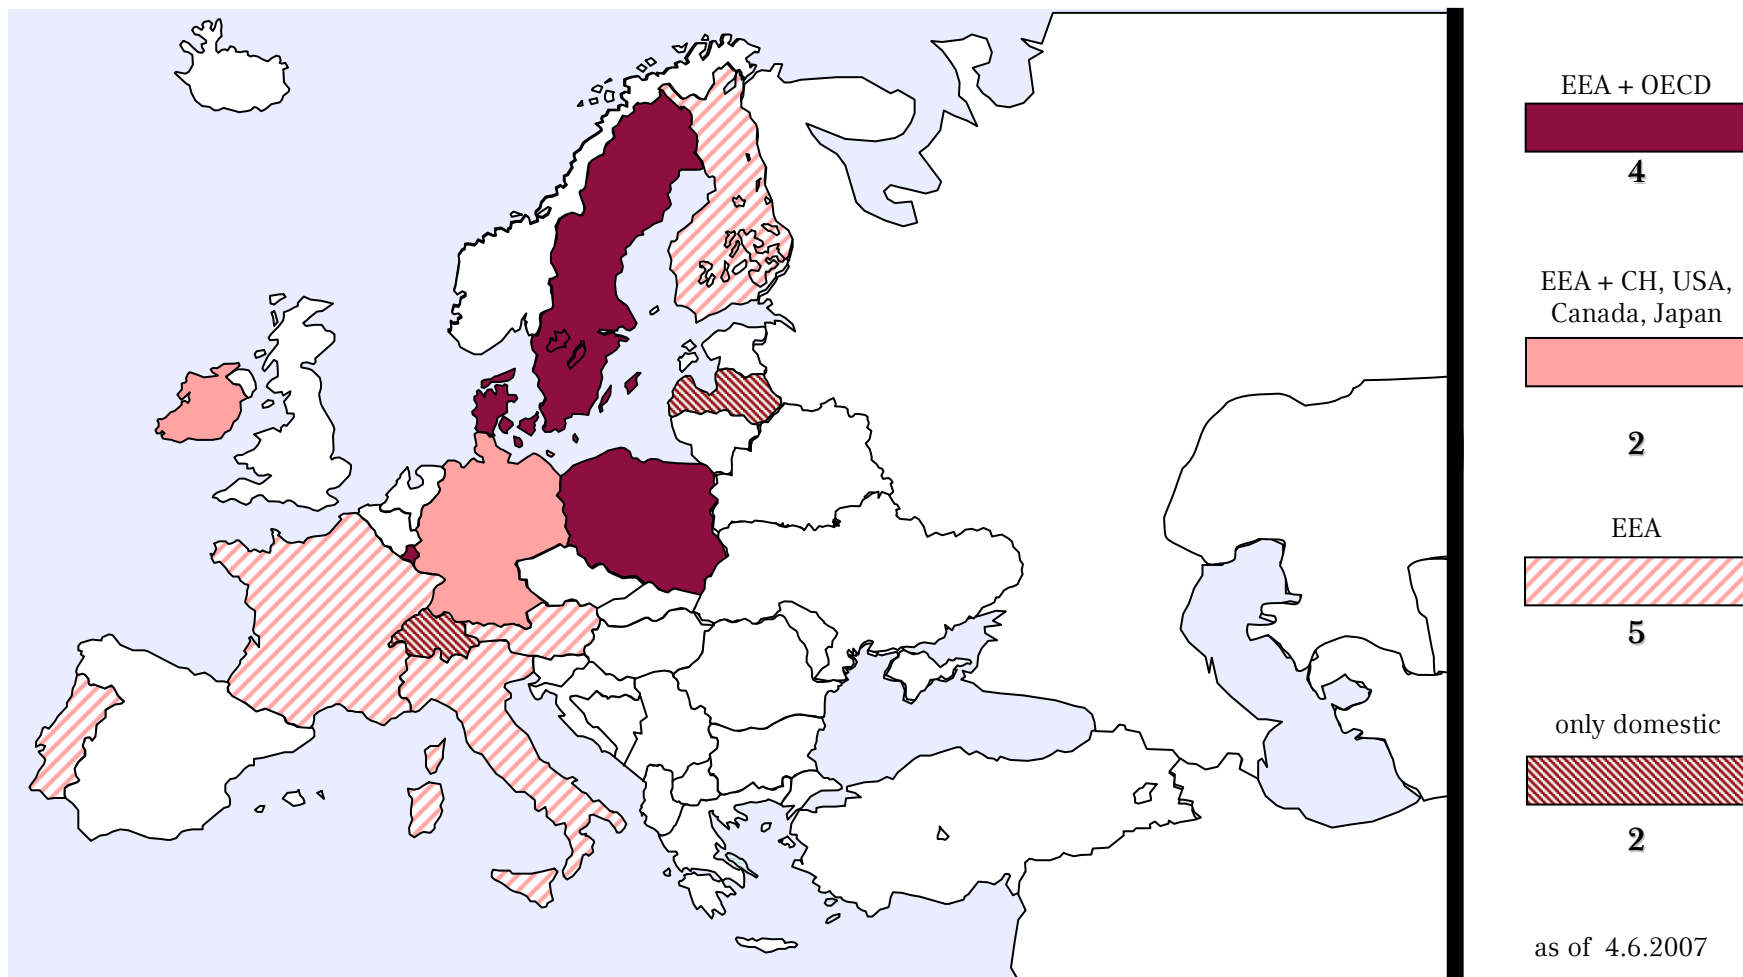 EEA + OECD
4
EEA + CH, USA,
Canada, Japan
2
EEA
5
only domestic
2
as of 4.6.2007